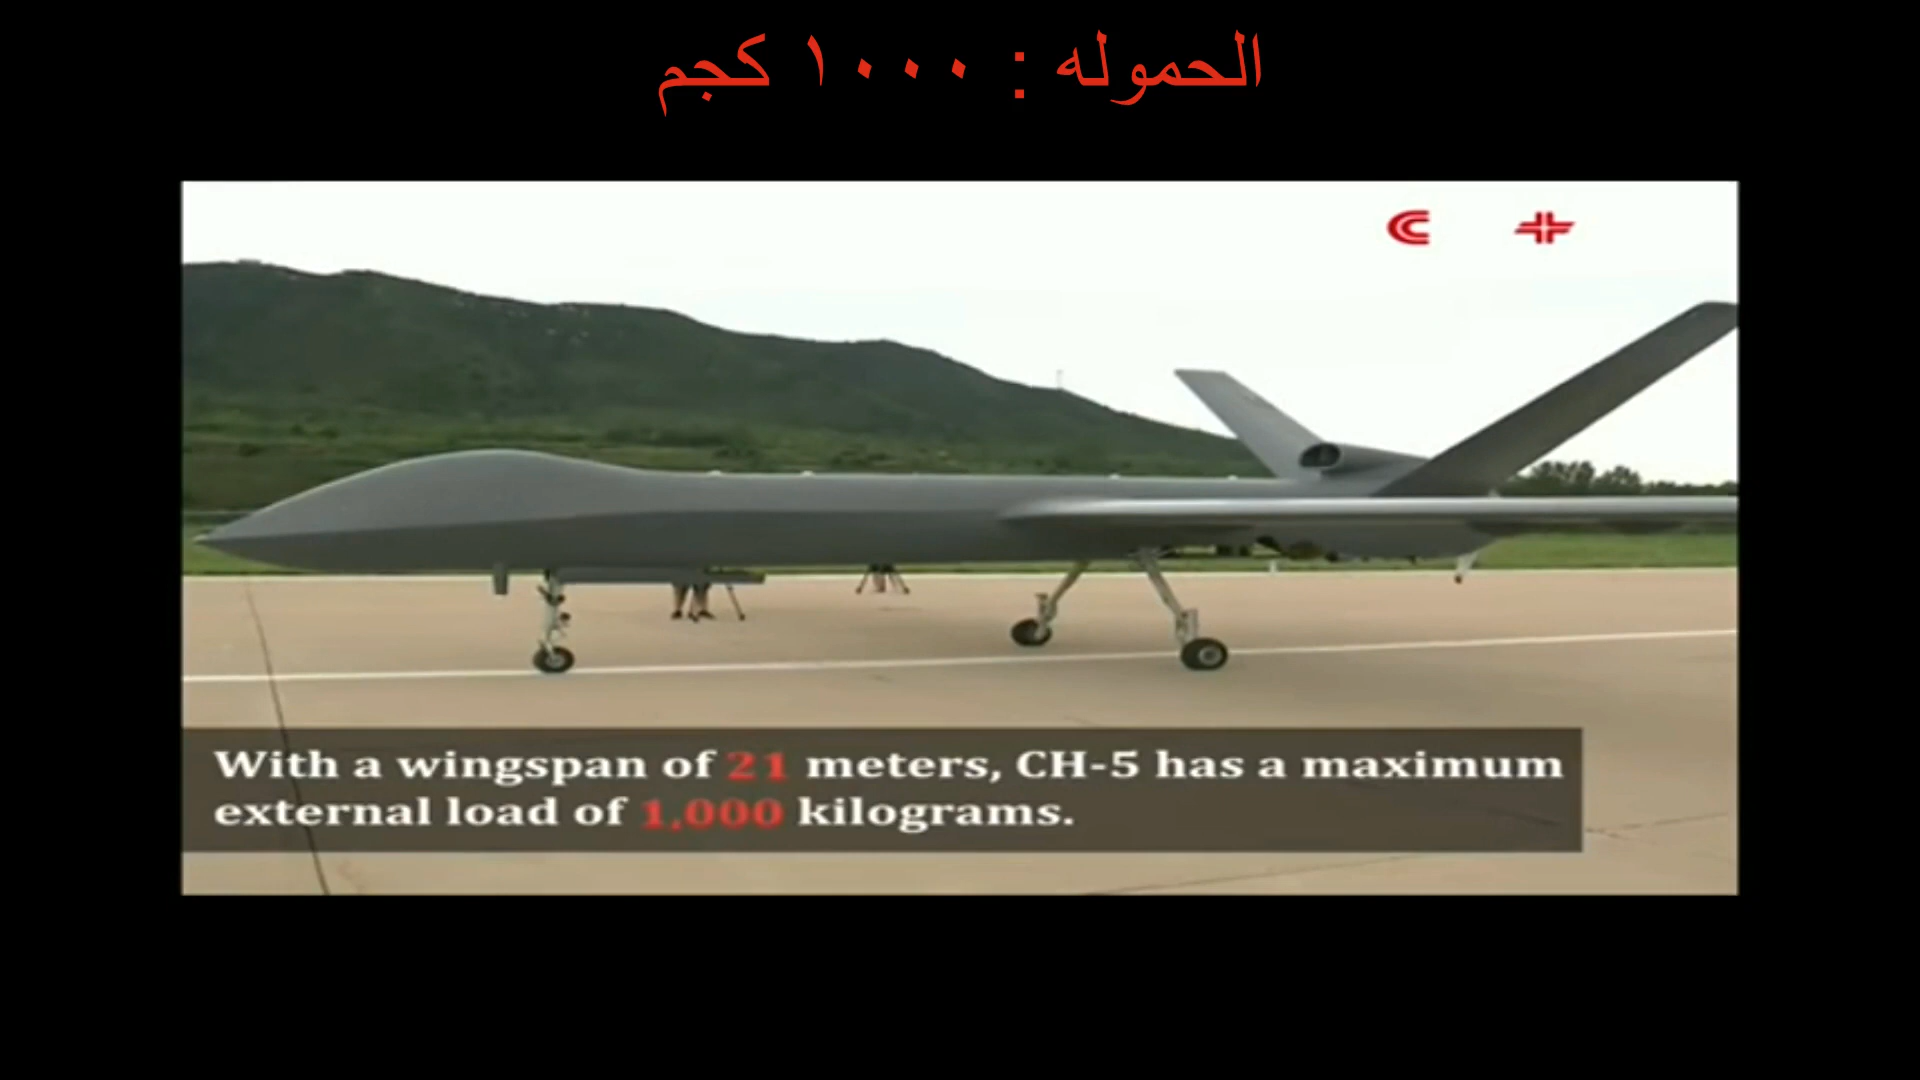 الحموله : ١٠٠٠ كجم
With a wingspan of 21 meters, CH-5 has a maximum
external load of 1,000 kilograms.